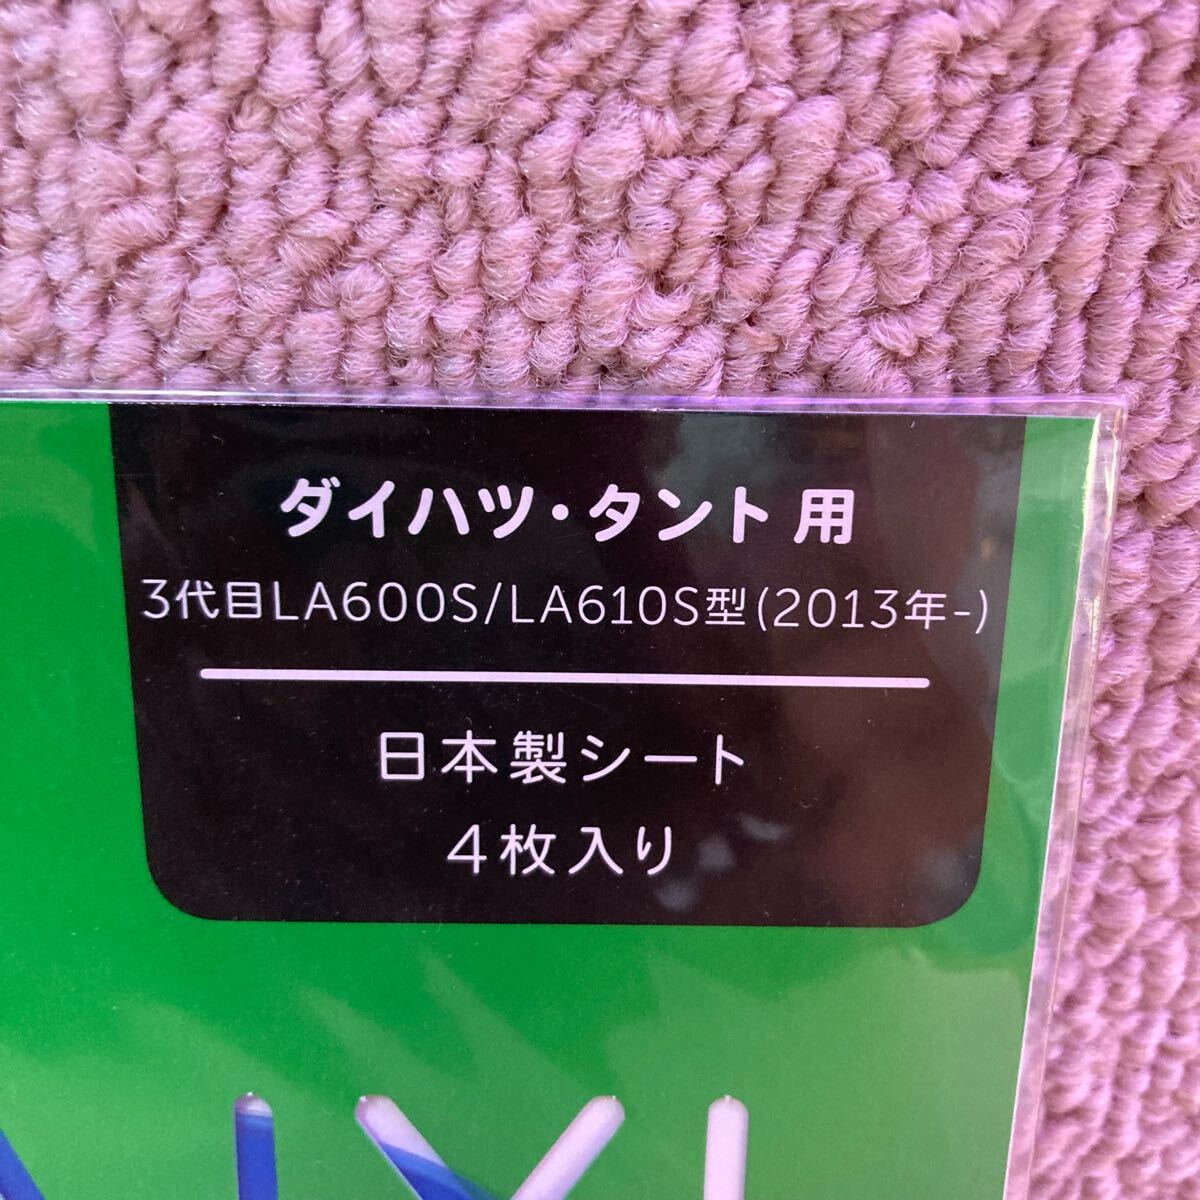 ダイハツ・タント 用
3代目LA600S/LA610S型(2013年-)
日本製シート
4枚入り